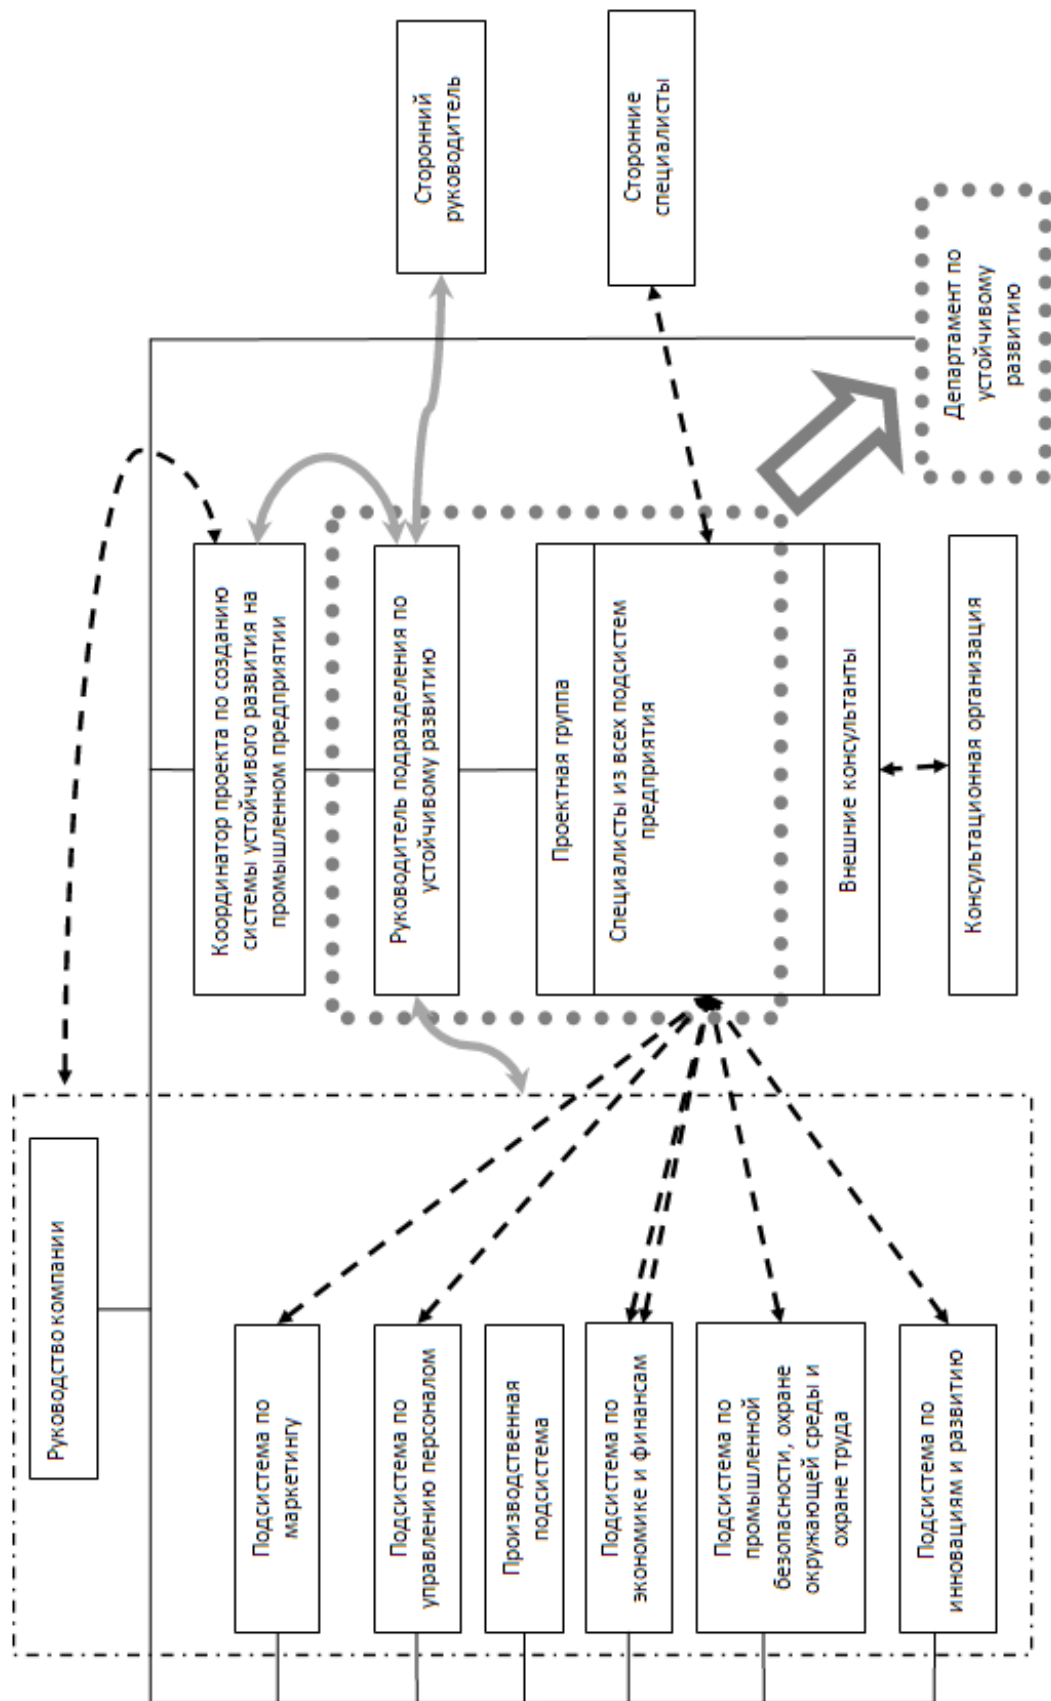 Руководство компании
Подсистема по
маркетингу
Подсистема по
управлению персоналом
Производственная
подсистема
Подсистема по
экономике и финансам
Подсистема по
промышленной
безопасности, охране
окружающей среды и
охране труда
Подсистема по
инновациям и развитию
Координатор проекта по созданию
системы устойчивого развития на
промышленном предприятии
Руководитель подразделения по
устойчивому развитию
Проектная группа
Специалисты из всех подсистем
предприятия
Внешние консультанты
Консультационная организация
Сторонний
руководитель
Сторонние
специалисты
Департамент по
устойчивому
развитию